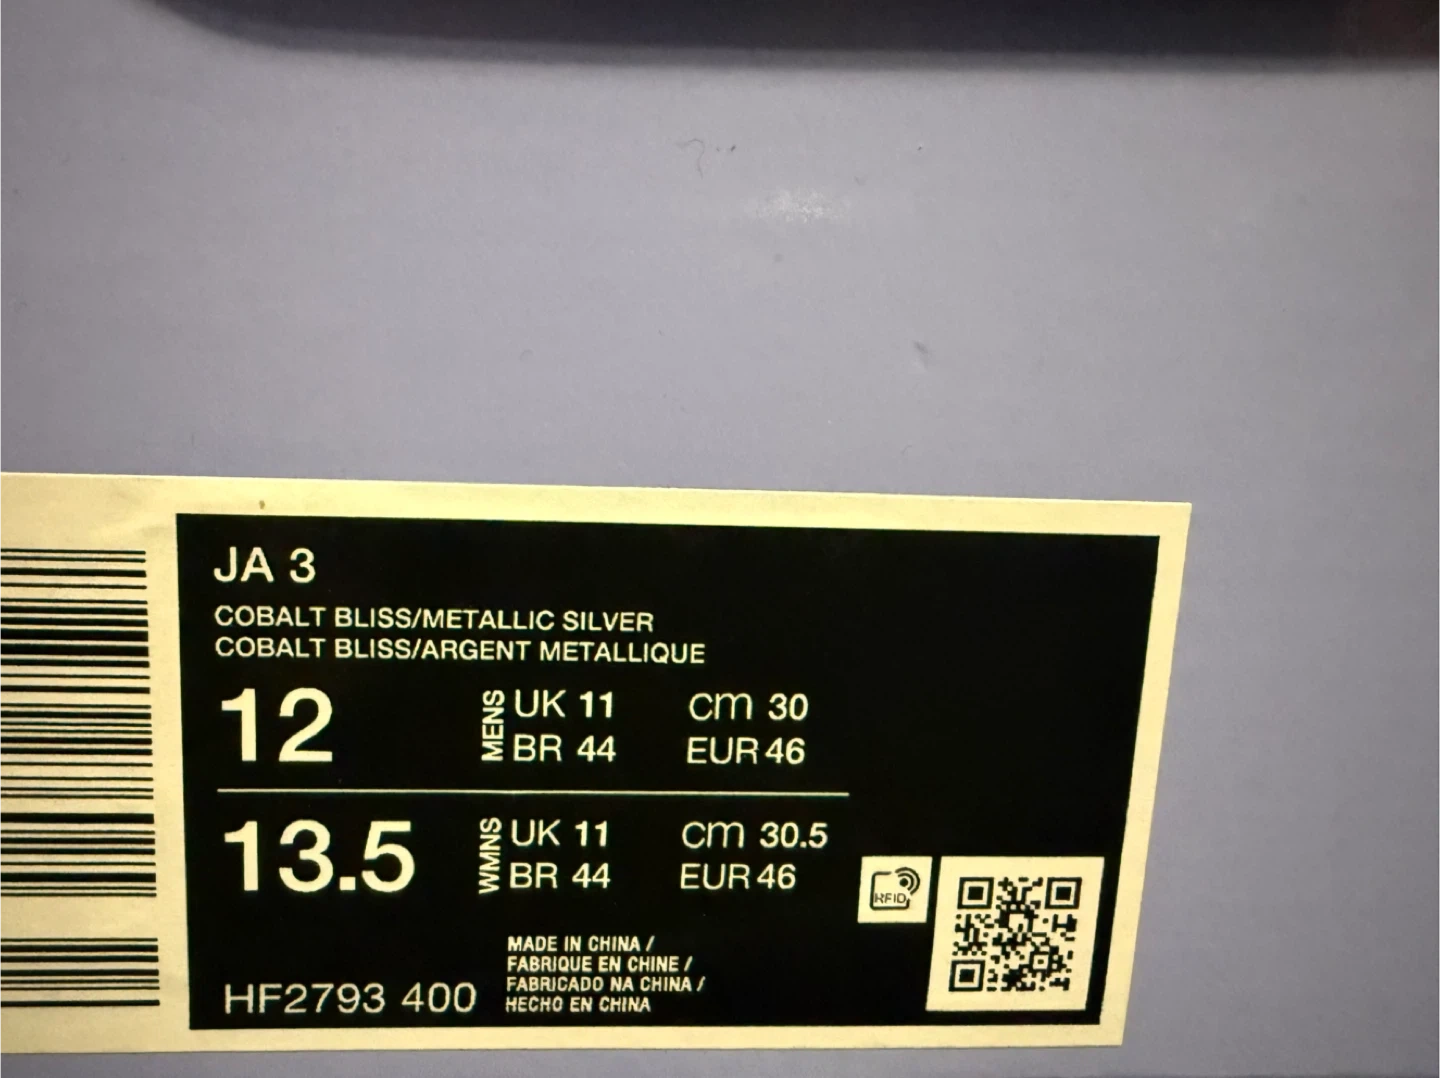 JA 3
COBALT BLISS/METALLIC SILVER
COBALT BLISS/ARGENT METALLIQUE
12 MENS UK 11 cm 30
BR 44 EUR 46
13.5 WMNS UK 11 cm 30.5
BR 44 EUR 46
RFID
MADE IN CHINA /
FABRIQUE EN CHINE /
FABRICADO NA CHINA /
HECHO EN CHINA
HF2793 400